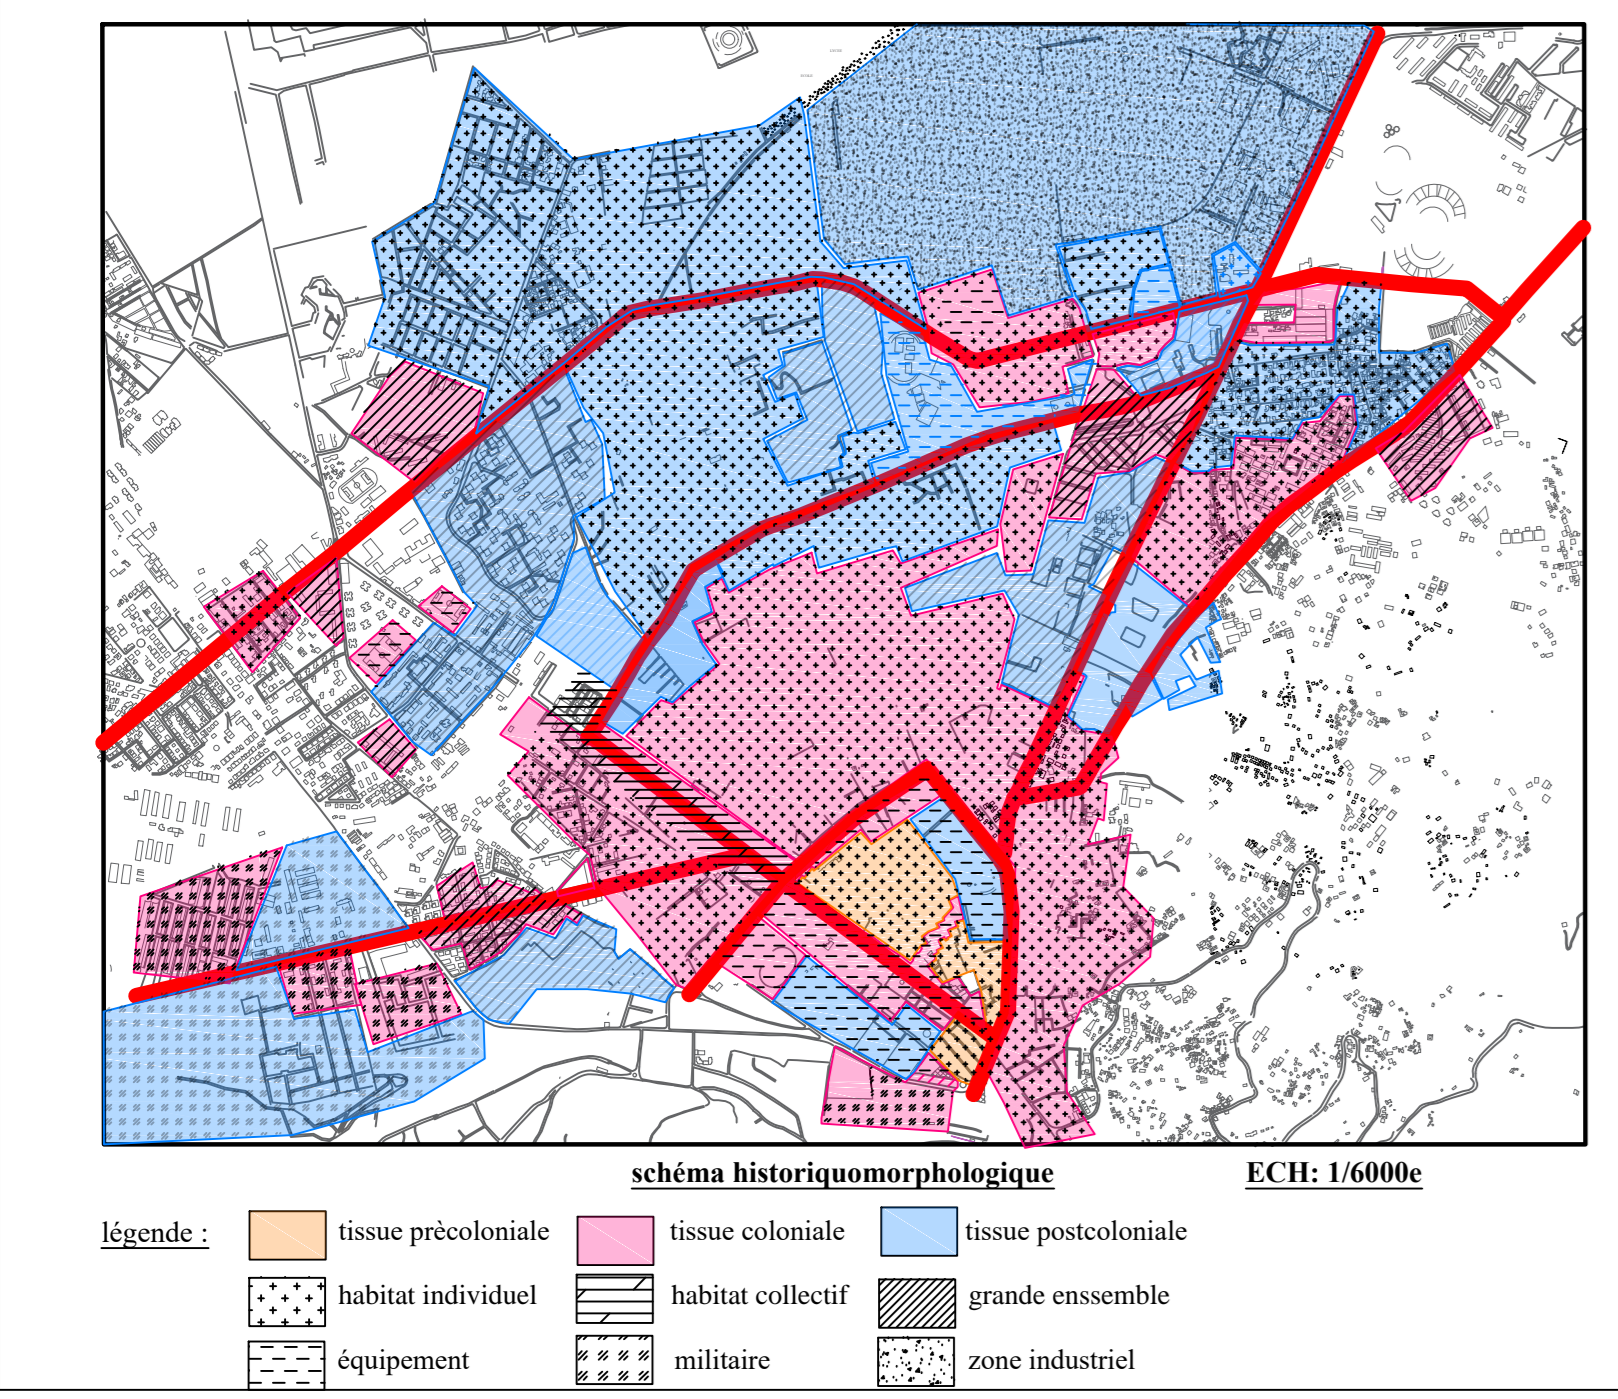 schéma historiquomorphologique ECH: 1/6000e
légende : tissue prècoloniale tissue coloniale tissue postcoloniale
habitat individuel habitat collectif grande enssemble
équipement militaire zone industriel